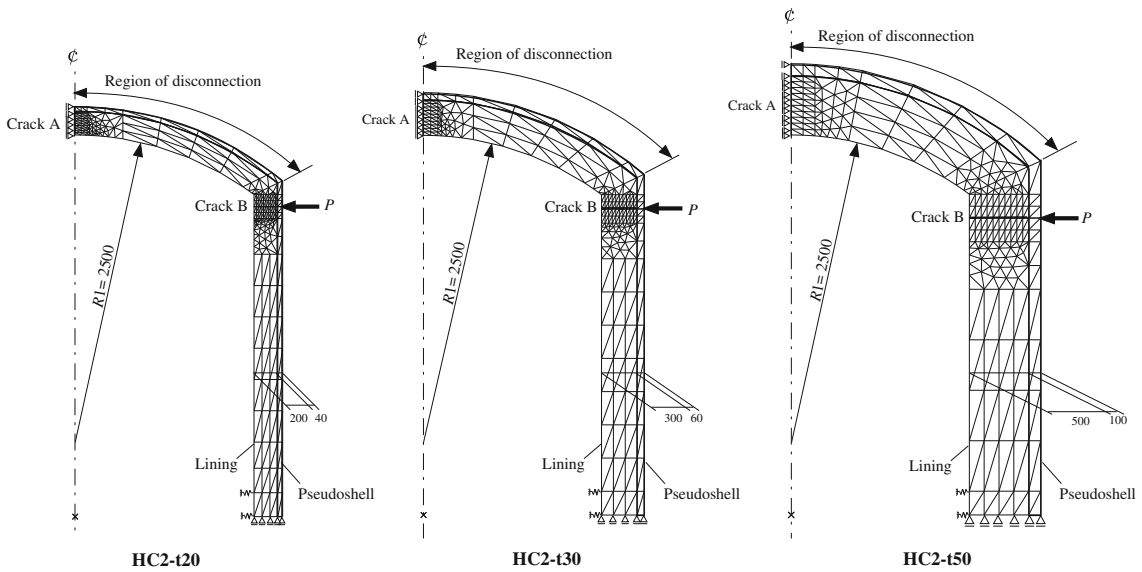 ₵
Region of disconnection
Crack A
Crack B
P
R1= 2500
200 40
Lining
Pseudoshell
HC2-t20
₵
Region of disconnection
Crack A
Crack B
P
R1= 2500
300 60
Lining
Pseudoshell
HC2-t30
₵
Region of disconnection
Crack A
Crack B
P
R1= 2500
500 100
Lining
Pseudoshell
HC2-t50